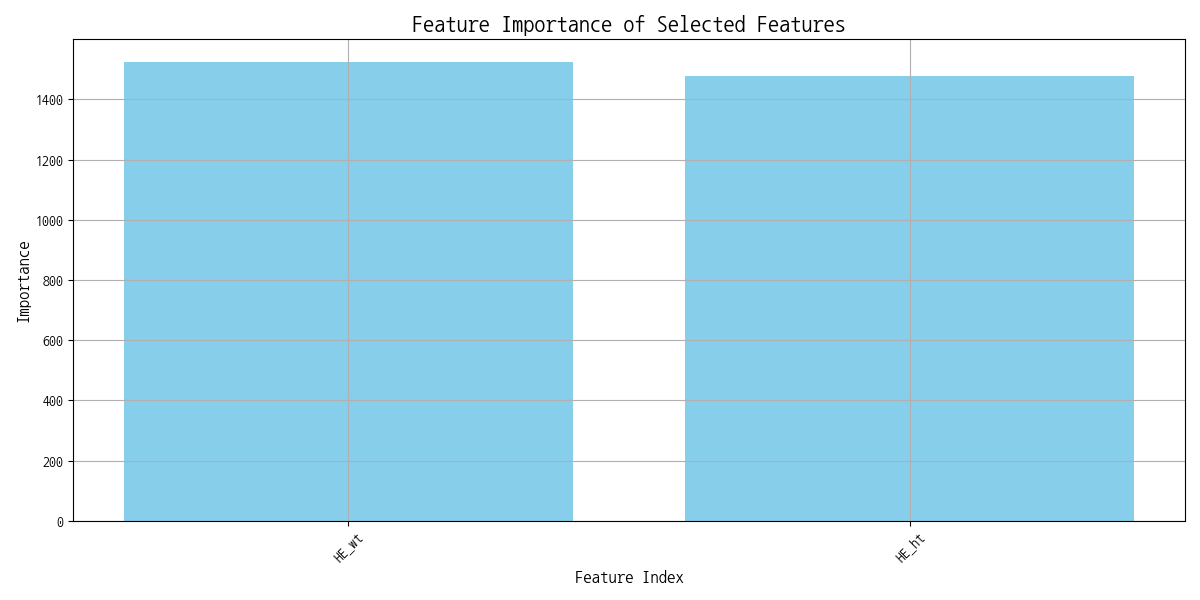 Feature Importance of Selected Features
Importance
1400
1200
1000
800
600
400
200
0
HE_wt
HE_ht
Feature Index